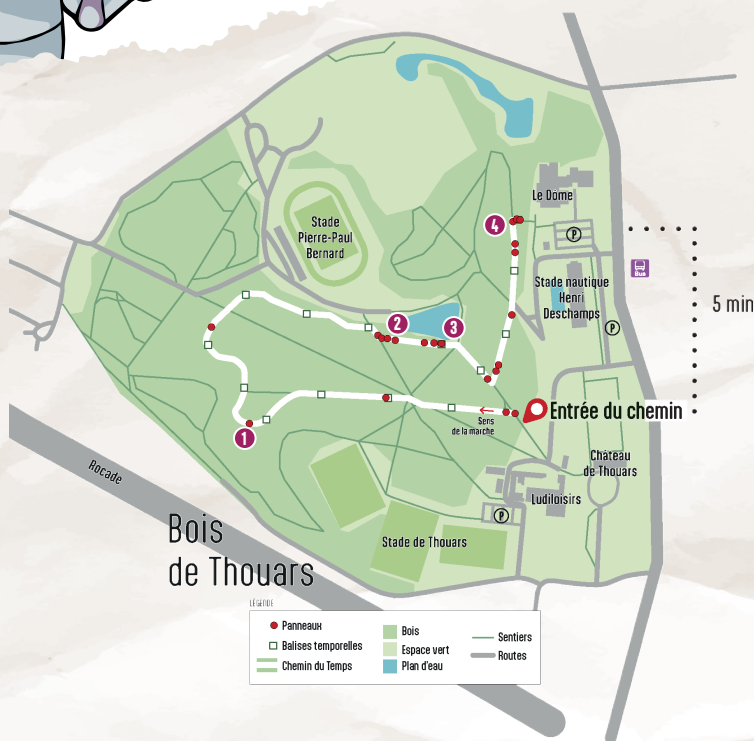 4
Le Dôme
P
Stade
Pierre-Paul
Bernard
BUS
Stade nautique
Henri
Deschamps
5 min
2
3
P
Entrée du chemin
Sens
de la marche
1
Château
de Thouars
Rocade
Ludiloisirs
P
Bois
de Thouars
Stade de Thouars
LÉGENDE
Panneaux
Balises temporelles
Chemin du Temps
Bois
Espace vert
Plan d'eau
Sentiers
Routes